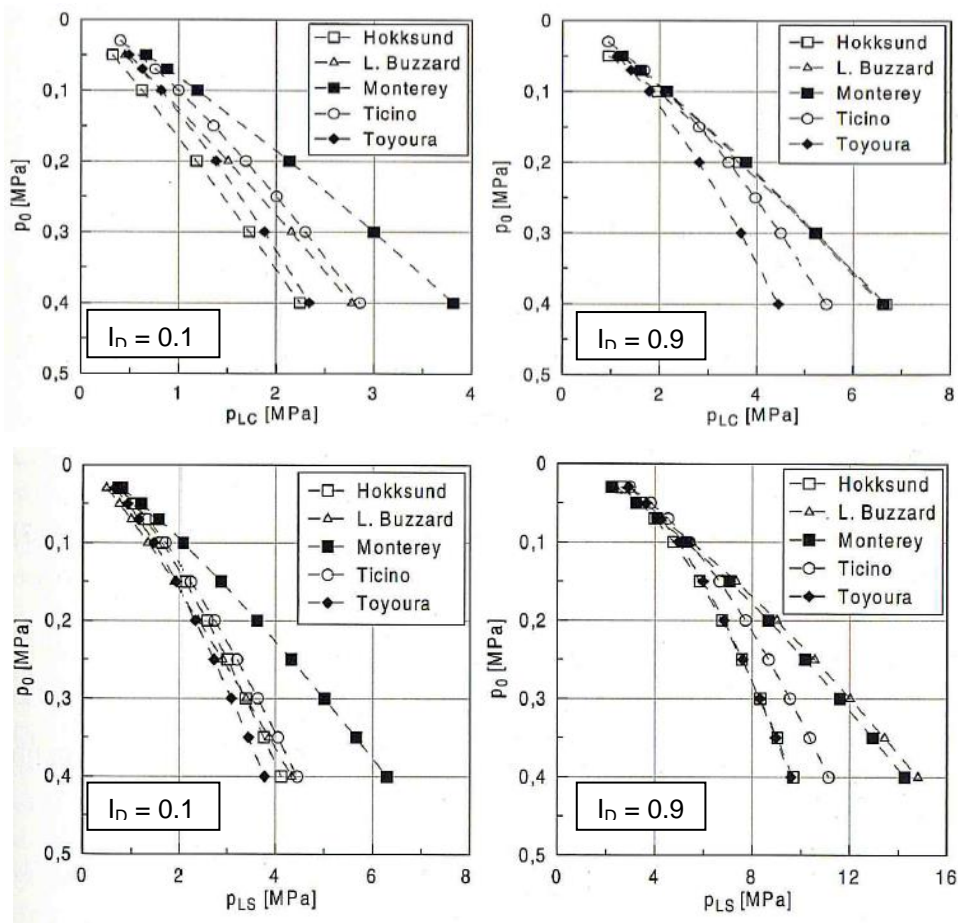 0
0,1
0,2
0,3
0,4
0,5
p0 [MPa]
Hokksund
L. Buzzard
Monterey
Ticino
Toyoura
ID = 0.1
0 1 2 3 4
pLC [MPa]
0
0,1
0,2
0,3
0,4
0,5
p0 [MPa]
Hokksund
L. Buzzard
Monterey
Ticino
Toyoura
ID = 0.9
0 2 4 6 8
pLC [MPa]
0
0,1
0,2
0,3
0,4
0,5
p0 [MPa]
Hokksund
L. Buzzard
Monterey
Ticino
Toyoura
ID = 0.1
0 2 4 6 8
pLS [MPa]
0
0,1
0,2
0,3
0,4
0,5
p0 [MPa]
Hokksund
L. Buzzard
Monterey
Ticino
Toyoura
ID = 0.9
0 4 8 12 16
pLS [MPa]